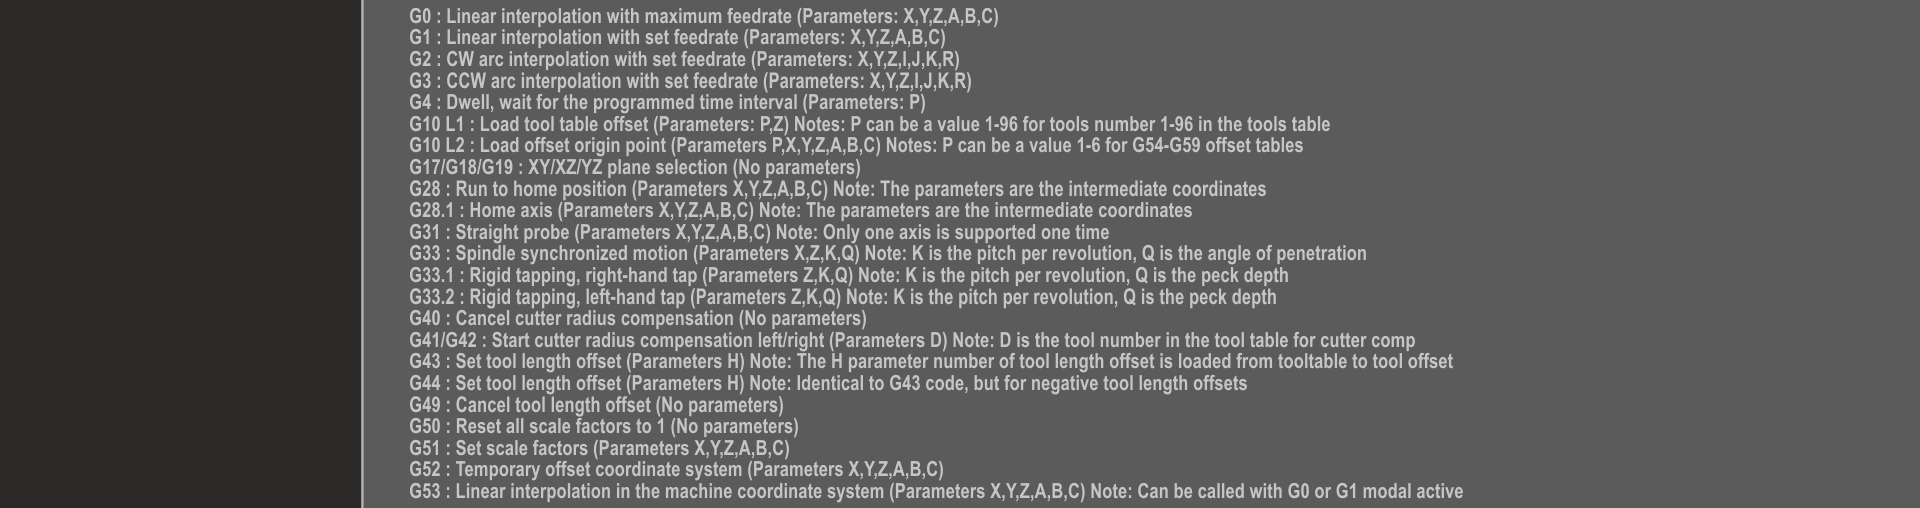 G0 : Linear interpolation with maximum feedrate (Parameters: X,Y,Z,A,B,C)
G1 : Linear interpolation with set feedrate (Parameters: X,Y,Z,A,B,C)
G2 : CW arc interpolation with set feedrate (Parameters: X,Y,Z,I,J,K,R)
G3 : CCW arc interpolation with set feedrate (Parameters: X,Y,Z,I,J,K,R)
G4 : Dwell, wait for the programmed time interval (Parameters: P)
G10 L1 : Load tool table offset (Parameters: P,Z) Notes: P can be a value 1-96 for tools number 1-96 in the tools table
G10 L2 : Load offset origin point (Parameters P,X,Y,Z,A,B,C) Notes: P can be a value 1-6 for G54-G59 offset tables
G17/G18/G19 : XY/XZ/YZ plane selection (No parameters)
G28 : Run to home position (Parameters X,Y,Z,A,B,C) Note: The parameters are the intermediate coordinates
G28.1 : Home axis (Parameters X,Y,Z,A,B,C) Note: The parameters are the intermediate coordinates
G31 : Straight probe (Parameters X,Y,Z,A,B,C) Note: Only one axis is supported one time
G33 : Spindle synchronized motion (Parameters X,Z,K,Q) Note: K is the pitch per revolution, Q is the angle of penetration
G33.1 : Rigid tapping, right-hand tap (Parameters Z,K,Q) Note: K is the pitch per revolution, Q is the peck depth
G33.2 : Rigid tapping, left-hand tap (Parameters Z,K,Q) Note: K is the pitch per revolution, Q is the peck depth
G40 : Cancel cutter radius compensation (No parameters)
G41/G42 : Start cutter radius compensation left/right (Parameters D) Note: D is the tool number in the tool table for cutter comp
G43 : Set tool length offset (Parameters H) Note: The H parameter number of tool length offset is loaded from tooltable to tool offset
G44 : Set tool length offset (Parameters H) Note: Identical to G43 code, but for negative tool length offsets
G49 : Cancel tool length offset (No parameters)
G50 : Reset all scale factors to 1 (No parameters)
G51 : Set scale factors (Parameters X,Y,Z,A,B,C)
G52 : Temporary offset coordinate system (Parameters X,Y,Z,A,B,C)
G53 : Linear interpolation in the machine coordinate system (Parameters X,Y,Z,A,B,C) Note: Can be called with G0 or G1 modal active